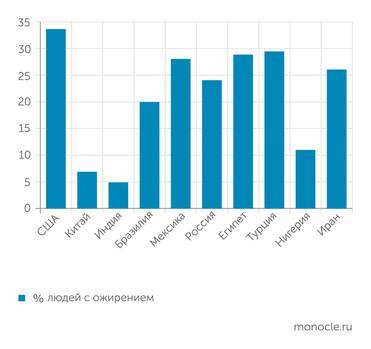 35
30
25
20
15
10
5
0
США
Китай
Индия
Бразилия
Мексика
Россия
Египет
Турция
Нигерия
Иран
% людей с ожирением
monocle.ru